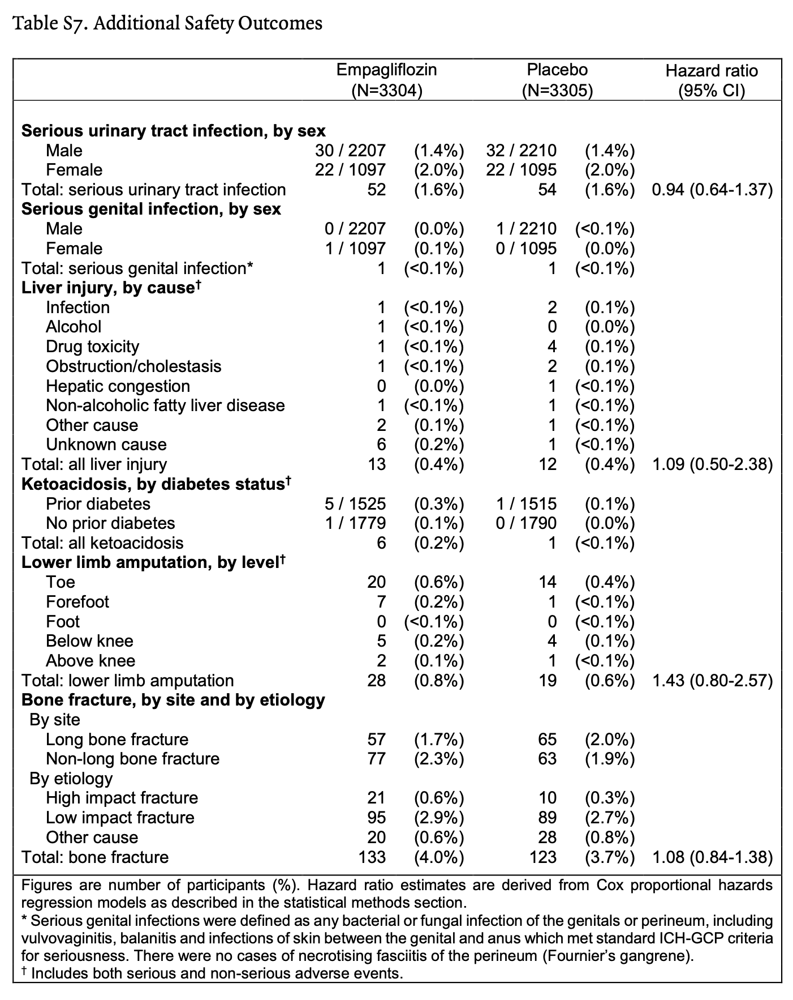 Table S7. Additional Safety Outcomes
Empagliflozin Placebo Hazard ratio
(N=3304) (N=3305) (95% CI)
Serious urinary tract infection, by sex
Male 30 / 2207 (1.4%) 32 / 2210 (1.4%)
Female 22 / 1097 (2.0%) 22 / 1095 (2.0%)
Total: serious urinary tract infection 52 (1.6%) 54 (1.6%) 0.94 (0.64-1.37)
Serious genital infection, by sex
Male 0 / 2207 (0.0%) 1 / 2210 (<0.1%)
Female 1 / 1097 (0.1%) 0 / 1095 (0.0%)
Total: serious genital infection* 1 (<0.1%) 1 (<0.1%)
Liver injury, by cause†
Infection 1 (<0.1%) 2 (0.1%)
Alcohol 1 (<0.1%) 0 (0.0%)
Drug toxicity 1 (<0.1%) 4 (0.1%)
Obstruction/cholestasis 1 (<0.1%) 2 (0.1%)
Hepatic congestion 0 (0.0%) 1 (<0.1%)
Non-alcoholic fatty liver disease 1 (<0.1%) 1 (<0.1%)
Other cause 2 (0.1%) 1 (<0.1%)
Unknown cause 6 (0.2%) 1 (<0.1%)
Total: all liver injury 13 (0.4%) 12 (0.4%) 1.09 (0.50-2.38)
Ketoacidosis, by diabetes status†
Prior diabetes 5 / 1525 (0.3%) 1 / 1515 (0.1%)
No prior diabetes 1 / 1779 (0.1%) 0 / 1790 (0.0%)
Total: all ketoacidosis 6 (0.2%) 1 (<0.1%)
Lower limb amputation, by level†
Toe 20 (0.6%) 14 (0.4%)
Forefoot 7 (0.2%) 1 (<0.1%)
Foot 0 (<0.1%) 0 (<0.1%)
Below knee 5 (0.2%) 4 (0.1%)
Above knee 2 (0.1%) 1 (<0.1%)
Total: lower limb amputation 28 (0.8%) 19 (0.6%) 1.43 (0.80-2.57)
Bone fracture, by site and by etiology
By site
Long bone fracture 57 (1.7%) 65 (2.0%)
Non-long bone fracture 77 (2.3%) 63 (1.9%)
By etiology
High impact fracture 21 (0.6%) 10 (0.3%)
Low impact fracture 95 (2.9%) 89 (2.7%)
Other cause 20 (0.6%) 28 (0.8%)
Total: bone fracture 133 (4.0%) 123 (3.7%) 1.08 (0.84-1.38)
Figures are number of participants (%). Hazard ratio estimates are derived from Cox proportional hazards
regression models as described in the statistical methods section.
* Serious genital infections were defined as any bacterial or fungal infection of the genitals or perineum, including
vulvovaginitis, balanitis and infections of skin between the genital and anus which met standard ICH-GCP criteria
for seriousness. There were no cases of necrotising fasciitis of the perineum (Fournier’s gangrene).
† Includes both serious and non-serious adverse events.